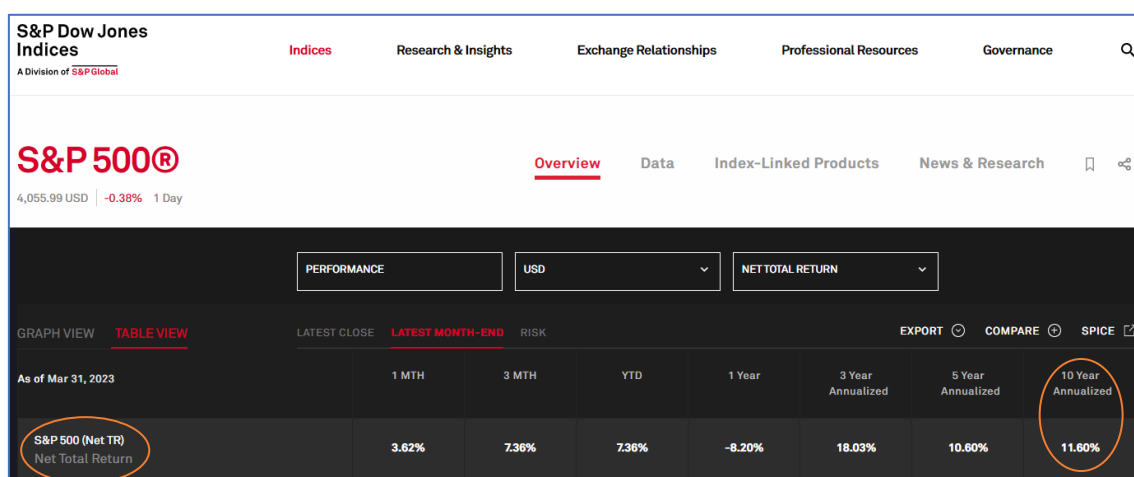 S&P Dow Jones
Indices
A Division of S&P Global
Indices
Research & Insights
Exchange Relationships
Professional Resources
Governance
S&P 500®
Overview
Data
Index-Linked Products
News & Research
4,055.99 USD
-0.38%
1 Day
PERFORMANCE
USD
NET TOTAL RETURN
GRAPH VIEW
TABLE VIEW
LATEST CLOSE
LATEST MONTH-END
RISK
EXPORT
COMPARE
SPICE
As of Mar 31, 2023
1 MTH
3 MTH
YTD
1 Year
3 Year
Annualized
5 Year
Annualized
10 Year
Annualized
S&P 500 (Net TR)
Net Total Return
3.62%
7.36%
7.36%
-8.20%
18.03%
10.60%
11.60%